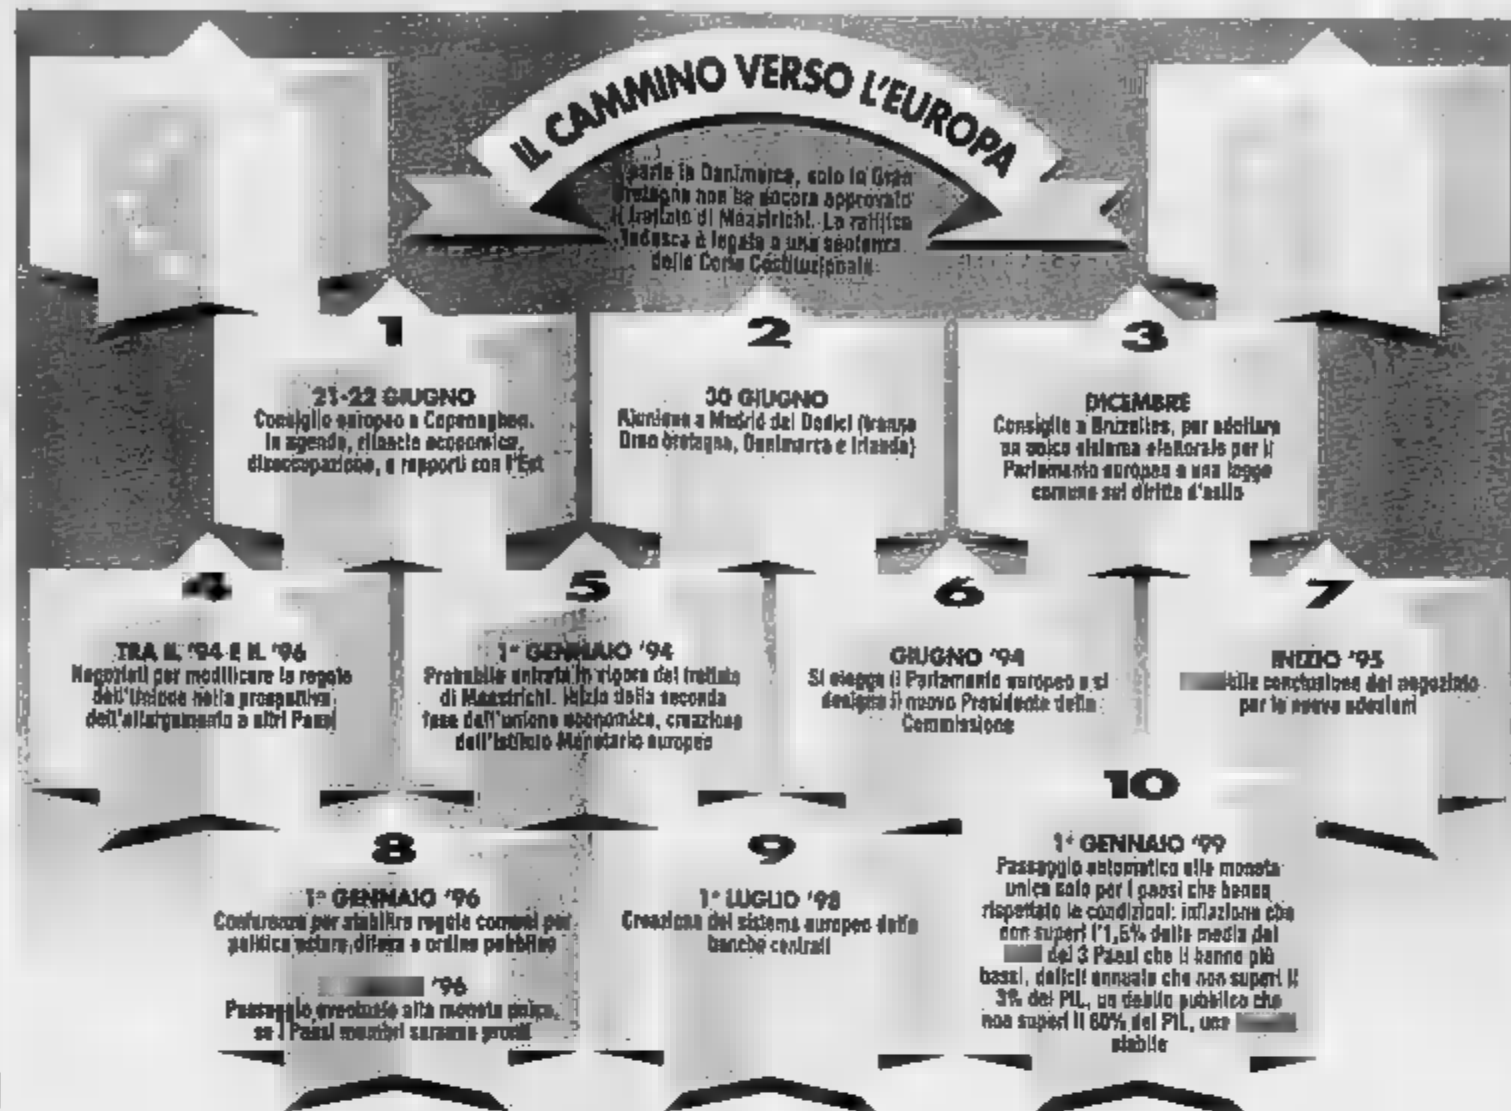 IL CAMMINO VERSO L'EUROPA
parte la Danimarca, solo la Gran
Bretagna non ha ancora approvato
il trattato di Maastricht. La ratifica
tedesca è legata a una sentenza
della Corte Costituzionale
1
21-22 GIUGNO
Consiglio europeo a Copenaghen.
In agenda, rilancio economico,
disoccupazione, e rapporti con l'Est
2
30 GIUGNO
Riunione a Madrid dei Dodici (tranne
Gran bretagna, Danimarca e Irlanda)
3
DICEMBRE
Consiglio a Bruxelles, per adottare
un unico sistema elettorale per il
Parlamento europeo e una legge
comune sul diritto d'asilo
4
TRA IL '94 E IL '96
Negoziati per modificare le regole
dell'Unione nella prospettiva
dell'allargamento a altri Paesi
5
1° GENNAIO '94
Probabile entrata in vigore del trattato
di Maastricht. Inizio della seconda
fase dell'unione economica, creazione
dell'Istituto Monetario europeo
6
GIUGNO '94
Si elegge il Parlamento europeo e si
designa il nuovo Presidente della
Commissione
7
INIZIO '95
conclusione del negoziato
per le nuove adesioni
8
1° GENNAIO '96
Conferenza per stabilire regole comuni per
politica estera, difesa e ordine pubblico
'96
Passaggio eventuale alla moneta unica,
se i Paesi membri saranno pronti
9
1° LUGLIO '98
Creazione del sistema europeo delle
banche centrali
10
1° GENNAIO '99
Passaggio automatico alla moneta
unica solo per i paesi che hanno
rispettato le condizioni: inflazione che
non superi l'1,5% della media dei
dei 3 Paesi che li hanno più
bassi, deficit annuale che non superi il
3% del PIL, un debito pubblico che
non superi il 60% del PIL, una
stabile